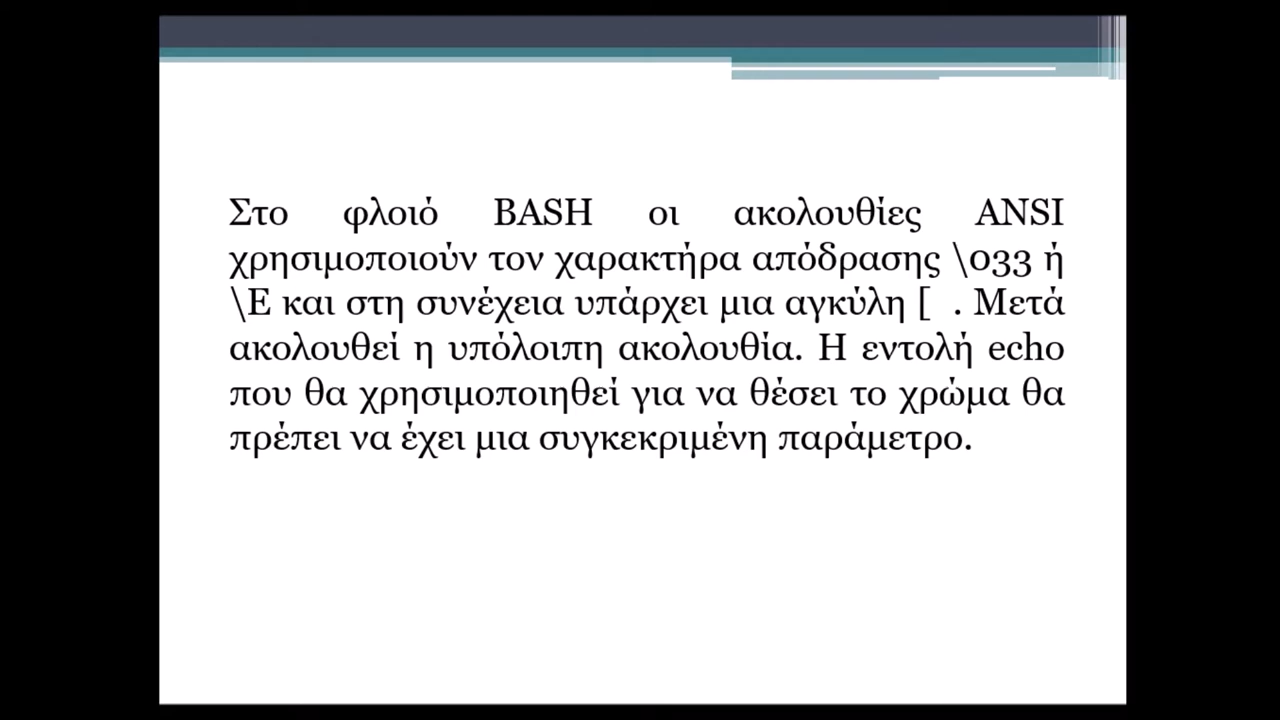 Στο φλοιό BASH οι ακολουθίες ANSI
χρησιμοποιούν τον χαρακτήρα απόδρασης \033 ή
\E και στη συνέχεια υπάρχει μια αγκύλη [ . Μετά
ακολουθεί η υπόλοιπη ακολουθία. Η εντολή echo
που θα χρησιμοποιηθεί για να θέσει το χρώμα θα
πρέπει να έχει μια συγκεκριμένη παράμετρο.